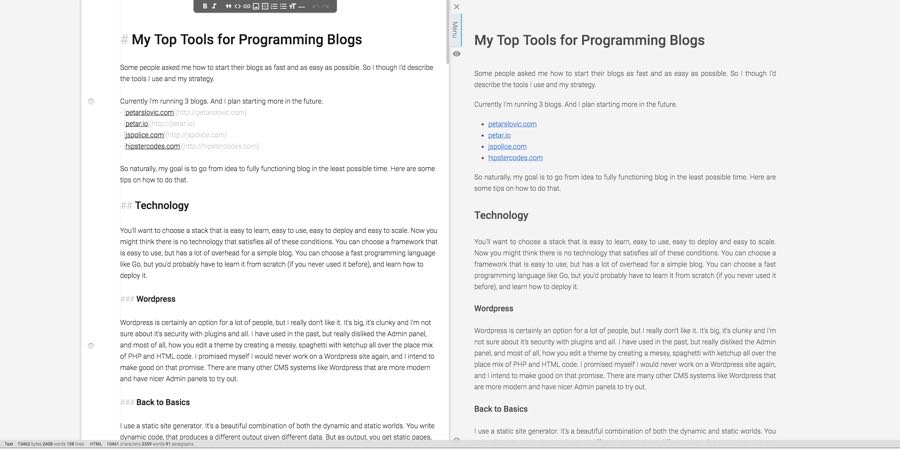 # My Top Tools for Programming Blogs
Some people asked me how to start their blogs as fast and as easy as possible. So I though I'd describe
the tools I use and my strategy.
Currently I'm running 3 blogs. And I plan starting more in the future.
- [petarslovic.com](http://petarslovic.com)
- [petar.io](http://petar.io)
- [jspolice.com](http://jspolice.com)
- [hipstercodes.com](http://hipstercodes.com)
So naturally, my goal is to go from idea to fully functioning blog in the least possible time. Here are some
tips on how to do that.
## Technology
You'll want to choose a stack that is easy to learn, easy to use, easy to deploy and easy to scale. Now you
might think there is no technology that satisfies all of these conditions. You can choose a framework that
is easy to use, but has a lot of overhead for a simple blog. You can choose a fast programming language
like Go, but you'd probably have to learn it from scratch (if you never used it before), and learn how to
deploy it.
### Wordpress
Wordpress is certainly an option for a lot of people, but I really don't like it. It's big, it's clunky and I'm not
sure about it's security with plugins and all. I have used in the past, but really disliked the Admin panel,
and most of all, how you edit a theme by creating a messy, spaghetti with ketchup all over the place mix
of PHP and HTML code. I promised myself I would never work on a Wordpress site again, and I intend to
make good on that promise. There are many other CMS systems like Wordpress that are more modern
and have nicer Admin panels to try out.
### Back to Basics
I use a static site generator. It's a beautiful combination of both the dynamic and static worlds. You write
dynamic code, that produces a different output given different data. But as output, you get static pages,
Menu
My Top Tools for Programming Blogs
Some people asked me how to start their blogs as fast and as easy as possible. So I though I'd
describe the tools I use and my strategy.
Currently I'm running 3 blogs. And I plan starting more in the future.
• petarslovic.com
• petar.io
• jspolice.com
• hipstercodes.com
So naturally, my goal is to go from idea to fully functioning blog in the least possible time. Here are
some tips on how to do that.
Technology
You'll want to choose a stack that is easy to learn, easy to use, easy to deploy and easy to scale.
Now you might think there is no technology that satisfies all of these conditions. You can choose a
framework that is easy to use, but has a lot of overhead for a simple blog. You can choose a fast
programming language like Go, but you'd probably have to learn it from scratch (if you never used it
before), and learn how to deploy it.
Wordpress
Wordpress is certainly an option for a lot of people, but I really don't like it. It's big, it's clunky and I'm
not sure about it's security with plugins and all. I have used in the past, but really disliked the Admin
panel, and most of all, how you edit a theme by creating a messy, spaghetti with ketchup all over the
place mix of PHP and HTML code. I promised myself I would never work on a Wordpress site again,
and I intend to make good on that promise. There are many other CMS systems like Wordpress that
are more modern and have nicer Admin panels to try out.
Back to Basics
I use a static site generator. It's a beautiful combination of both the dynamic and static worlds. You
Text 13462 bytes 2408 words 158 lines HTML 10461 characters 2359 words 91 paragraphs